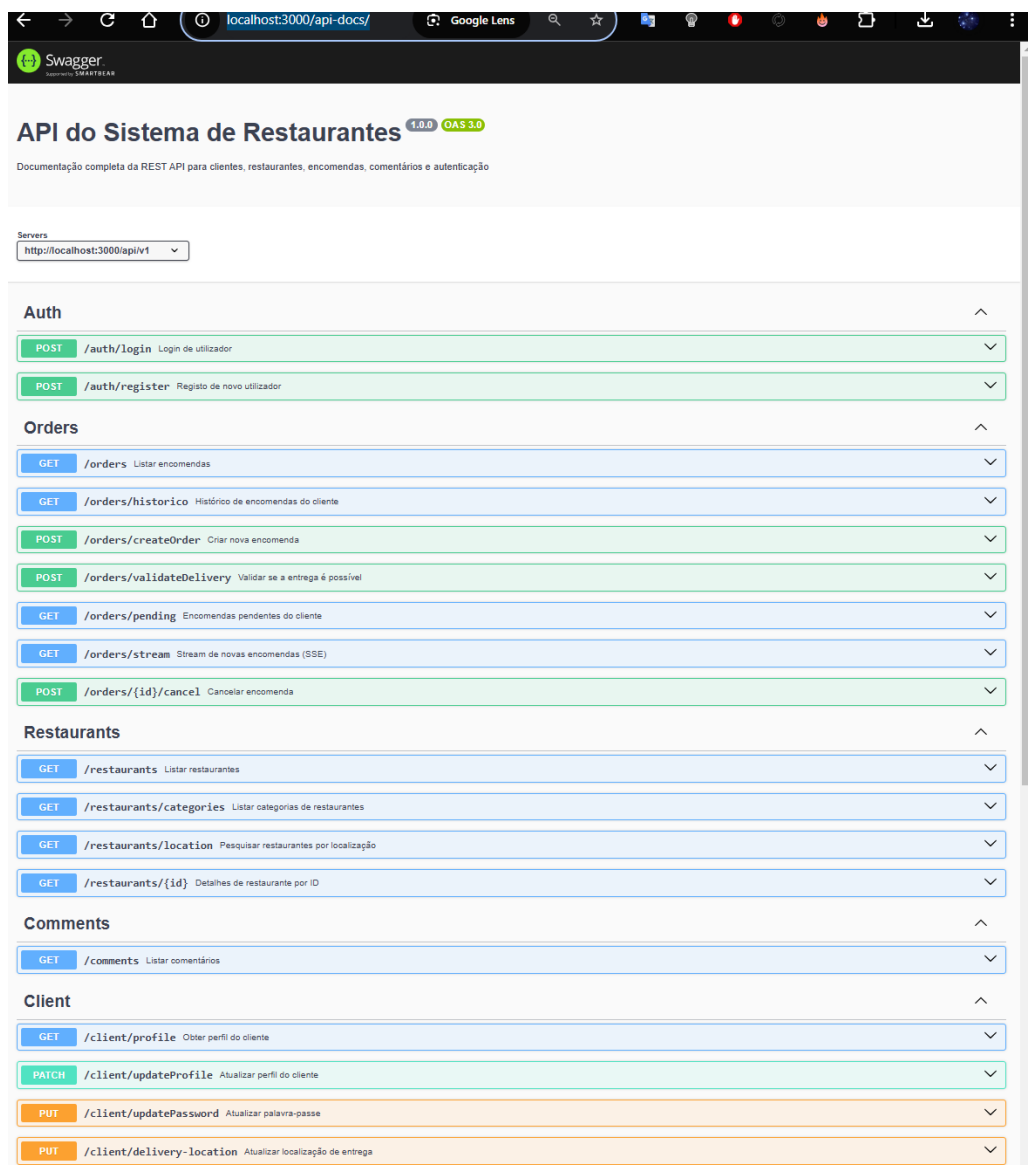 localhost:3000/api-docs/
Google Lens
Swagger.
Supported by SMARTBEAR
API do Sistema de Restaurantes 1.0.0 OAS 3.0
Documentação completa da REST API para clientes, restaurantes, encomendas, comentários e autenticação
Servers
http://localhost:3000/api/v1
Auth
POST /auth/login Login de utilizador
POST /auth/register Registo de novo utilizador
Orders
GET /orders Listar encomendas
GET /orders/historico Histórico de encomendas do cliente
POST /orders/createOrder Criar nova encomenda
POST /orders/validateDelivery Validar se a entrega é possível
GET /orders/pending Encomendas pendentes do cliente
GET /orders/stream Stream de novas encomendas (SSE)
POST /orders/{id}/cancel Cancelar encomenda
Restaurants
GET /restaurants Listar restaurantes
GET /restaurants/categories Listar categorias de restaurantes
GET /restaurants/location Pesquisar restaurantes por localização
GET /restaurants/{id} Detalhes de restaurante por ID
Comments
GET /comments Listar comentários
Client
GET /client/profile Obter perfil do cliente
PATCH /client/updateProfile Atualizar perfil do cliente
PUT /client/updatePassword Atualizar palavra-passe
PUT /client/delivery-location Atualizar localização de entrega